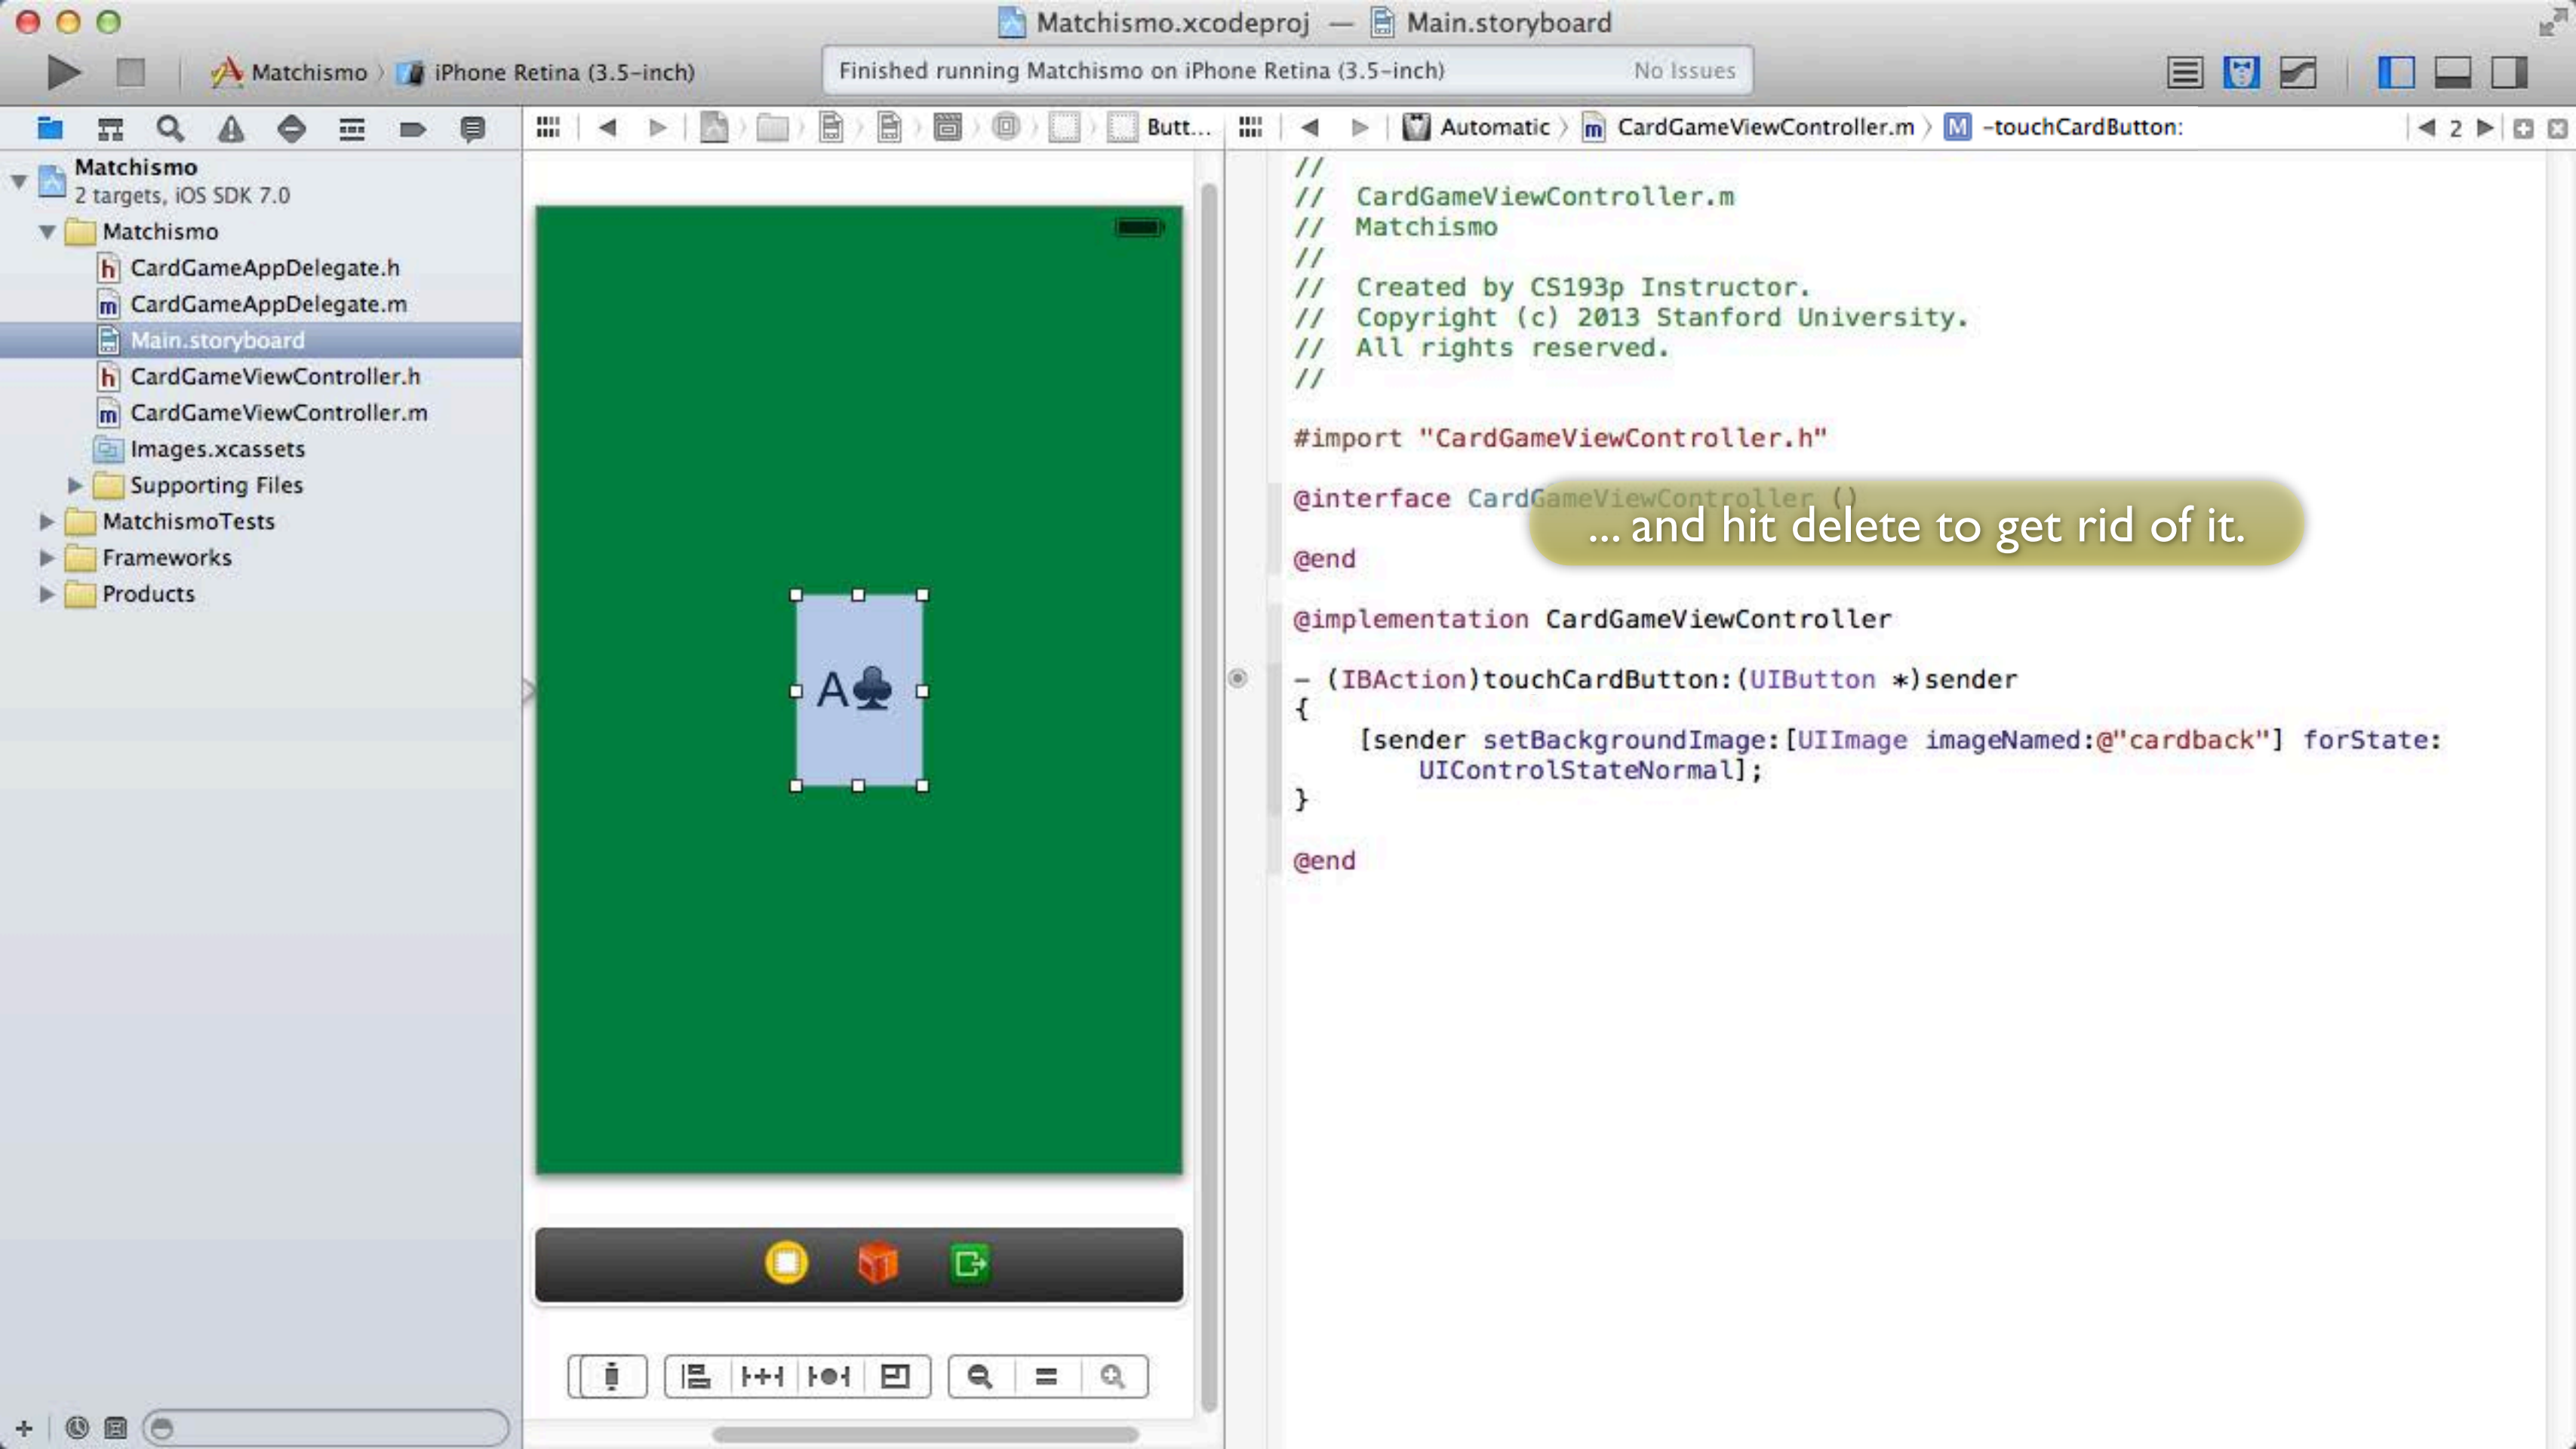 Matchismo.xcodeproj — Main.storyboard
Matchismo 〉 iPhone Retina (3.5-inch)
Finished running Matchismo on iPhone Retina (3.5-inch) No Issues
Butt...
Automatic 〉 m CardGameViewController.m 〉 M -touchCardButton:
2
Matchismo
2 targets, iOS SDK 7.0
Matchismo
h CardGameAppDelegate.h
m CardGameAppDelegate.m
Main.storyboard
h CardGameViewController.h
m CardGameViewController.m
Images.xcassets
Supporting Files
MatchismoTests
Frameworks
Products
A♣
//
// CardGameViewController.m
// Matchismo
//
// Created by CS193p Instructor.
// Copyright (c) 2013 Stanford University.
// All rights reserved.
//
#import "CardGameViewController.h"
@interface CardGameViewController ()
... and hit delete to get rid of it.
@end
@implementation CardGameViewController
- (IBAction)touchCardButton:(UIButton *)sender
{
[sender setBackgroundImage:[UIImage imageNamed:@"cardback"] forState:
UIControlStateNormal];
}
@end